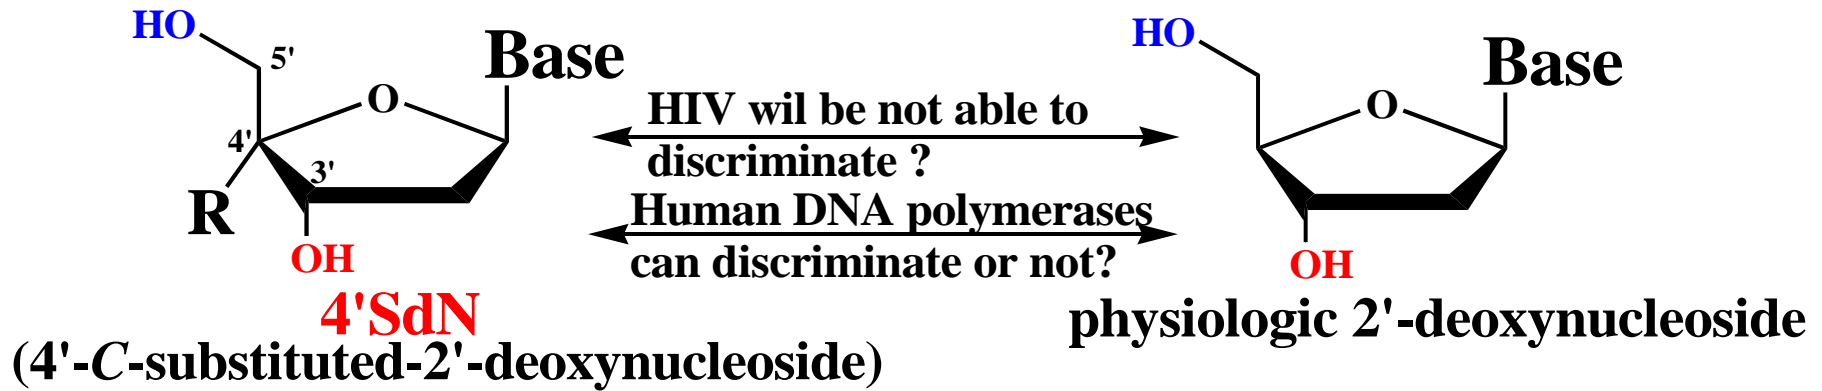 HO
5'
Base
O
4'
3'
R
OH
4'SdN
(4'-C-substituted-2'-deoxynucleoside)
HIV wil be not able to
discriminate ?
Human DNA polymerases
can discriminate or not?
HO
Base
O
OH
physiologic 2'-deoxynucleoside